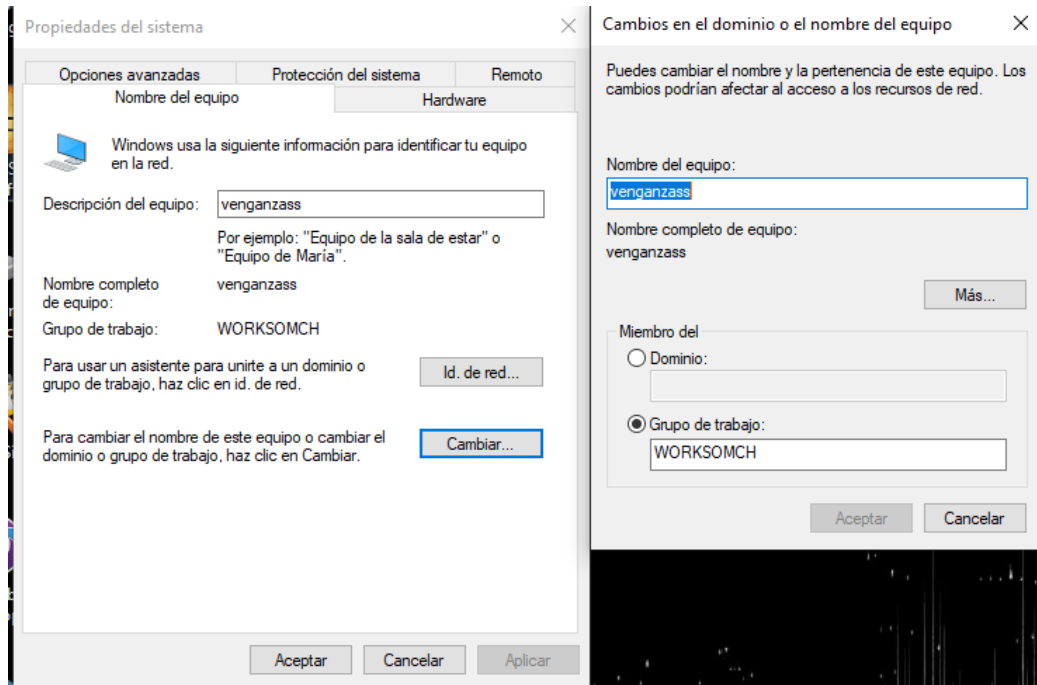 Propiedades del sistema
Opciones avanzadas
Protección del sistema
Remoto
Nombre del equipo
Hardware
Windows usa la siguiente información para identificar tu equipo
en la red.
Descripción del equipo:
venganzass
Por ejemplo: "Equipo de la sala de estar" o
"Equipo de María".
Nombre completo
de equipo:
venganzass
Grupo de trabajo:
WORKSOMCH
Para usar un asistente para unirte a un dominio o
grupo de trabajo, haz clic en id. de red.
Id. de red...
Para cambiar el nombre de este equipo o cambiar el
dominio o grupo de trabajo, haz clic en Cambiar.
Cambiar...
Aceptar
Cancelar
Aplicar
Cambios en el dominio o el nombre del equipo
Puedes cambiar el nombre y la pertenencia de este equipo. Los
cambios podrían afectar al acceso a los recursos de red.
Nombre del equipo:
venganzass
Nombre completo de equipo:
venganzass
Más...
Miembro del
Dominio:
Grupo de trabajo:
WORKSOMCH
Aceptar
Cancelar